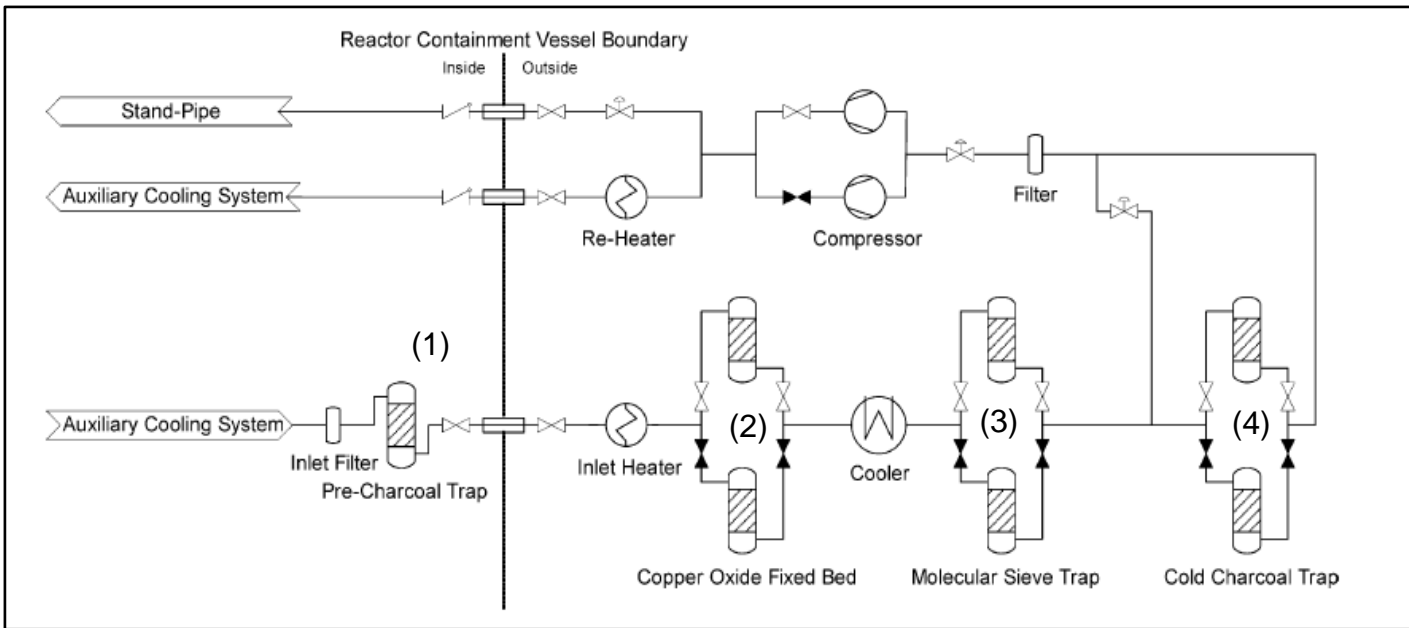 Reactor Containment Vessel Boundary
Inside Outside
Stand-Pipe
Auxiliary Cooling System
Re-Heater
Compressor
Filter
(1)
Auxiliary Cooling System
Inlet Filter
Pre-Charcoal Trap
Inlet Heater
(2)
Cooler
(3)
(4)
Copper Oxide Fixed Bed
Molecular Sieve Trap
Cold Charcoal Trap